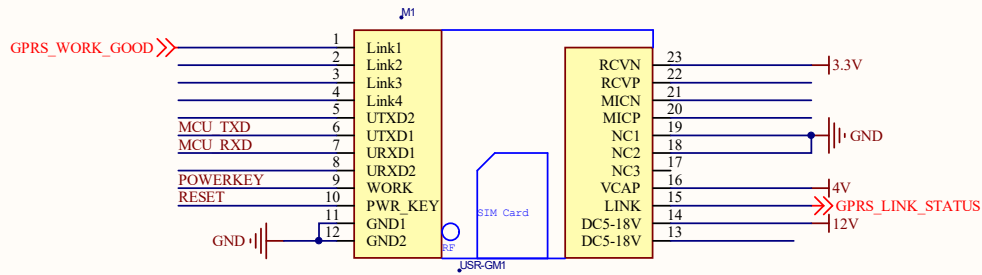 M1
GPRS_WORK_GOOD 1 Link1
2 Link2
3 Link3
4 Link4
5 UTXD2
MCU_TXD 6 UTXD1
MCU_RXD 7 URXD1
8 URXD2
POWERKEY 9 WORK
RESET 10 PWR_KEY
11 GND1
GND 12 GND2
RCVN 23 3.3V
RCVP 22
MICN 21
MICP 20
NC1 19 GND
NC2 18
NC3 17
VCAP 16 4V
LINK 15 GPRS_LINK_STATUS
DC5-18V 14 12V
DC5-18V 13
SIM Card
RF
USR-GM1